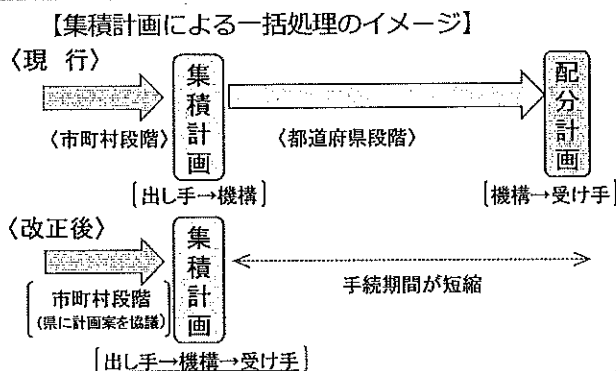 【集積計画による一括処理のイメージ】
〈現 行〉
集積計画
配分計画
〈市町村段階〉
〈都道府県段階〉
[出し手→機構]
[機構→受け手]
〈改正後〉
集積計画
手続期間が短縮
市町村段階
(県に計画案を協議)
[出し手→機構→受け手]